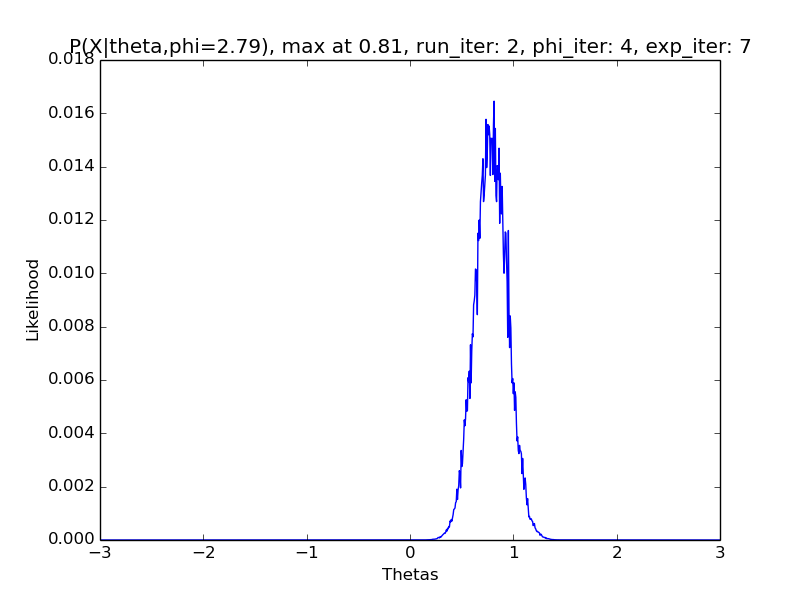 P(X|theta,phi=2.79), max at 0.81, run_iter: 2, phi_iter: 4, exp_iter: 7
0.018
0.016
0.014
0.012
0.010
0.008
0.006
0.004
0.002
0.000
Likelihood
−3 −2 −1 0 1 2 3
Thetas